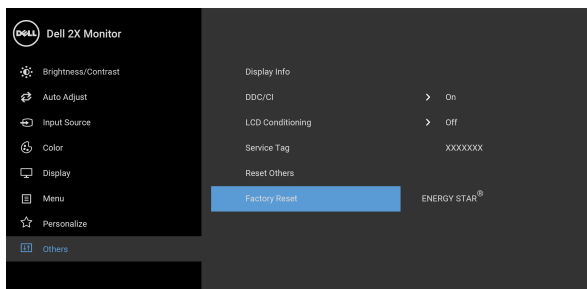 DELL Dell 2X Monitor
Brightness/Contrast
Auto Adjust
Input Source
Color
Display
Menu
Personalize
Others
Display Info
DDC/CI > On
LCD Conditioning > Off
Service Tag XXXXXXX
Reset Others
Factory Reset ENERGY STAR®